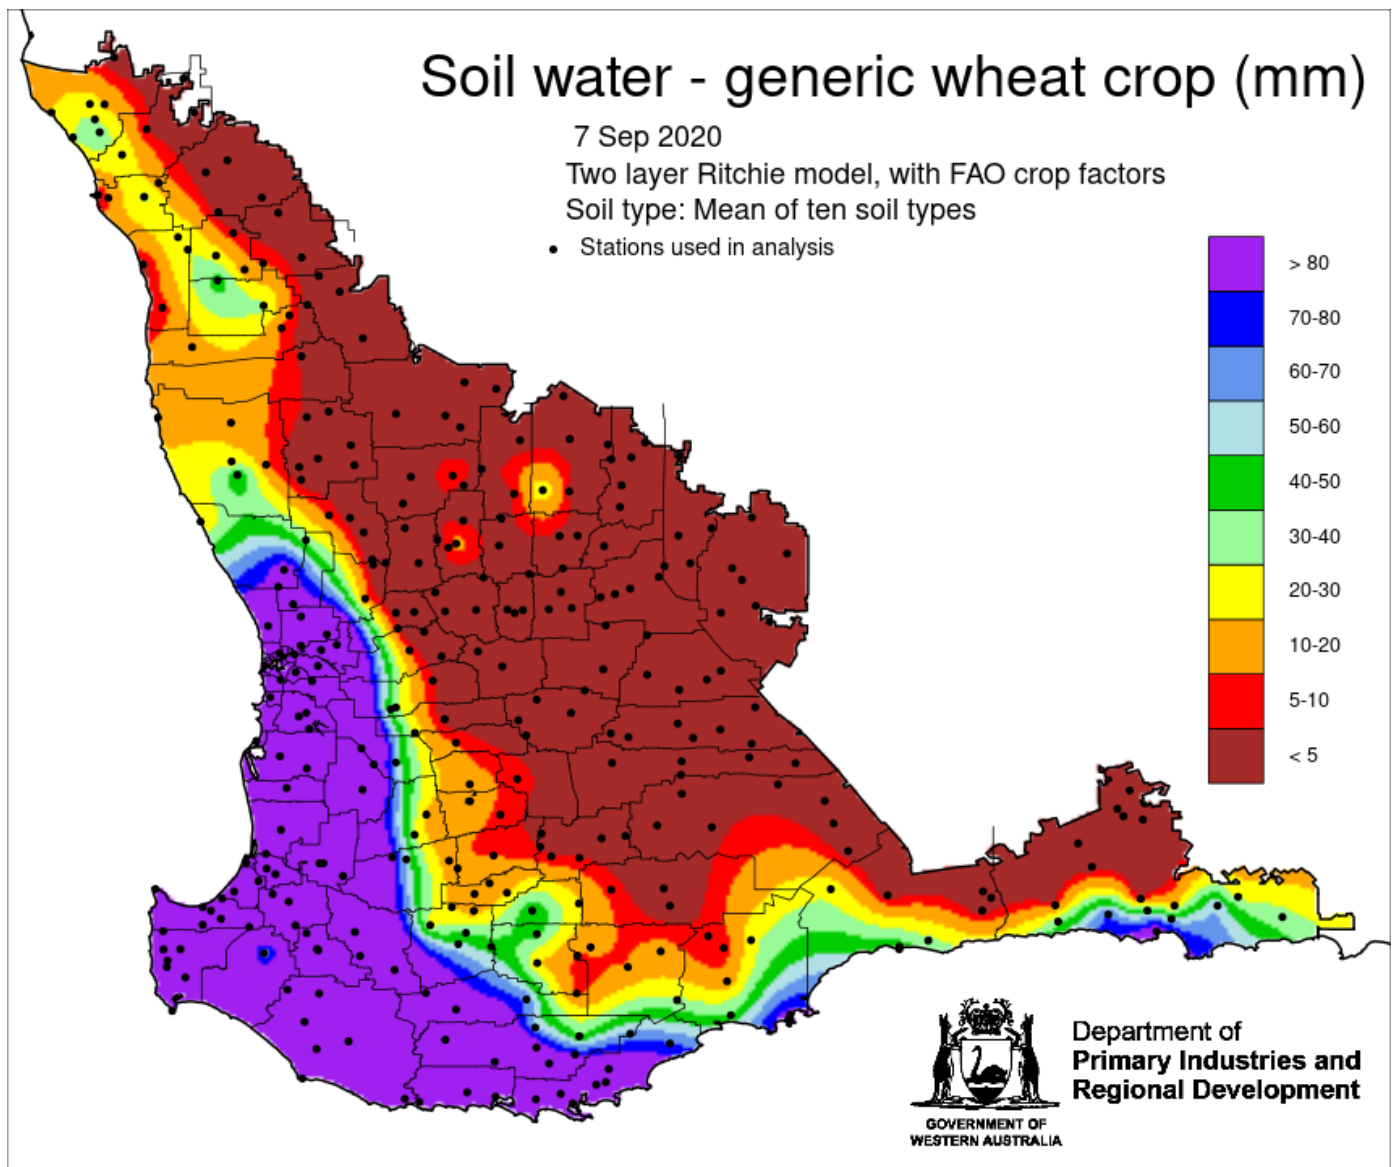 Soil water - generic wheat crop (mm)
7 Sep 2020
Two layer Ritchie model, with FAO crop factors
Soil type: Mean of ten soil types
Stations used in analysis
> 80
70-80
60-70
50-60
40-50
30-40
20-30
10-20
5-10
< 5
Department of
Primary Industries and
Regional Development
GOVERNMENT OF
WESTERN AUSTRALIA